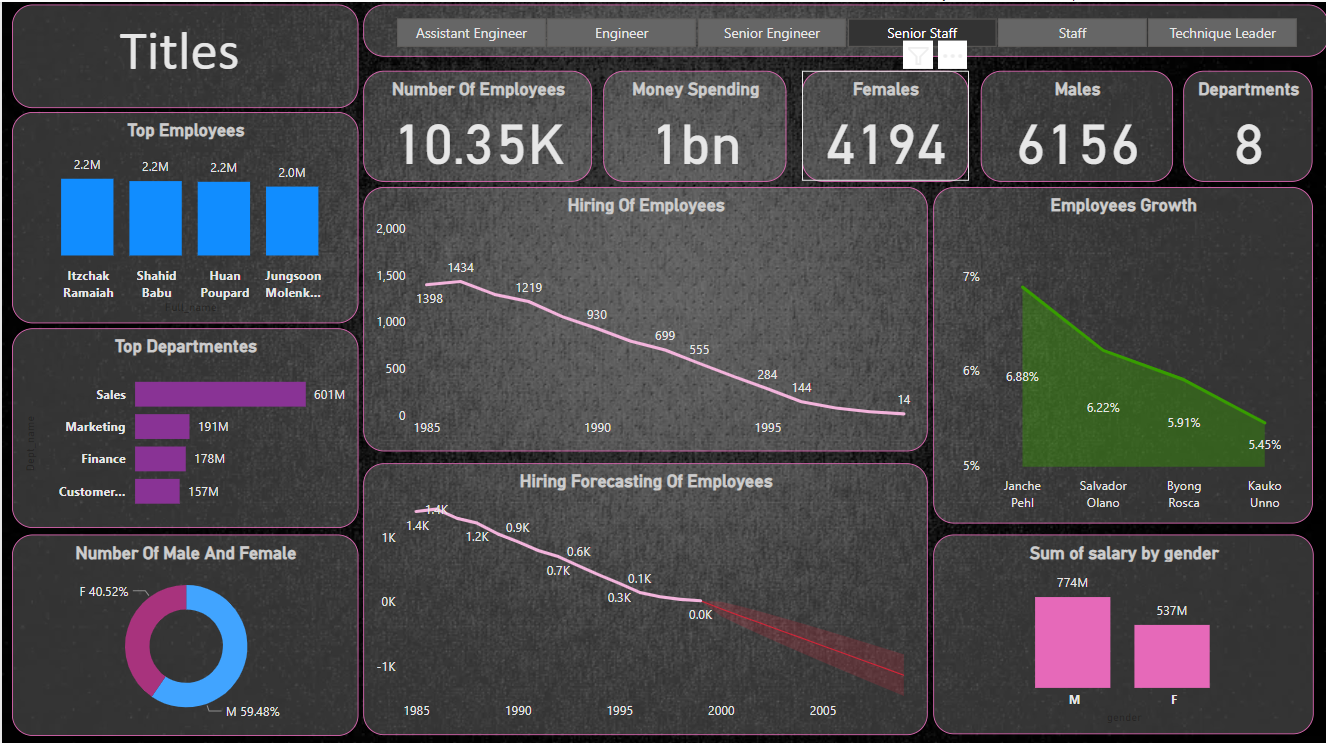 Titles
Assistant Engineer
Engineer
Senior Engineer
Senior Staff
Staff
Technique Leader
Number Of Employees
10.35K
Money Spending
1bn
Females
4194
Males
6156
Departments
8
Top Employees
2.2M
2.2M
2.2M
2.0M
Itzchak
Ramaiah
Shahid
Babu
Huan
Poupard
Jungsoon
Molenk...
Top Departmentes
Sales
601M
Marketing
191M
Finance
178M
Customer...
157M
Number Of Male And Female
F 40.52%
M 59.48%
Hiring Of Employees
2,000
1,500
1,000
500
0
1398
1434
1219
930
699
555
284
144
14
1985
1990
1995
Hiring Forecasting Of Employees
1K
0K
-1K
1.4K
1.4K
1.2K
0.9K
0.7K
0.6K
0.3K
0.1K
0.0K
1985
1990
1995
2000
2005
Employees Growth
7%
6%
5%
6.88%
6.22%
5.91%
5.45%
Janche
Pehl
Salvador
Olano
Byong
Rosca
Kauko
Unno
Sum of salary by gender
774M
537M
M
F
gender